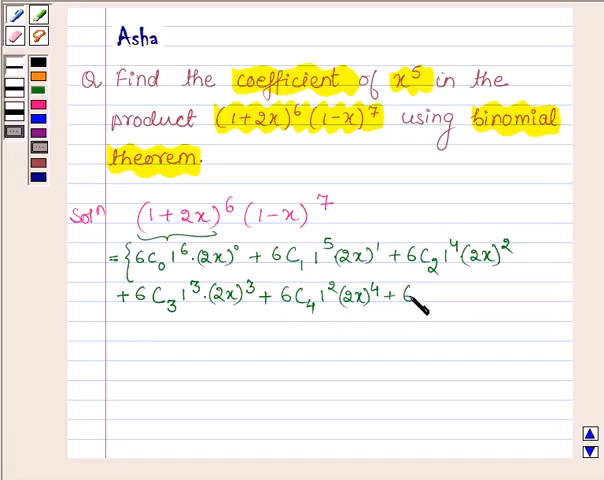 Asha
Q Find the coefficient of x⁵ in the
product (1+2x)⁶ (1-x)⁷ using binomial
theorem.
Solⁿ (1+2x)⁶ (1-x)⁷
= {6C₀ 1⁶·(2x)⁰ + 6C₁ 1⁵(2x)¹ + 6C₂ 1⁴(2x)²
+ 6C₃ 1³·(2x)³ + 6C₄ 1²(2x)⁴ + 6